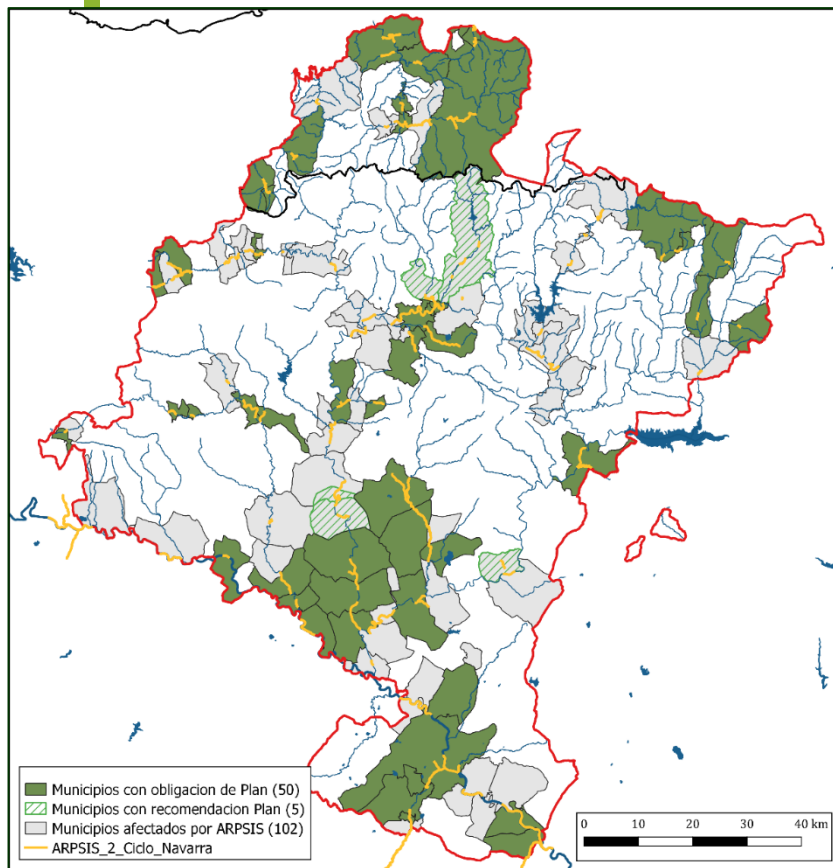 Municipios con obligacion de Plan (50)
Municipios con recomendacion Plan (5)
Municipios afectados por ARPSIS (102)
ARPSIS_2_Ciclo_Navarra
0 10 20 30 40 km